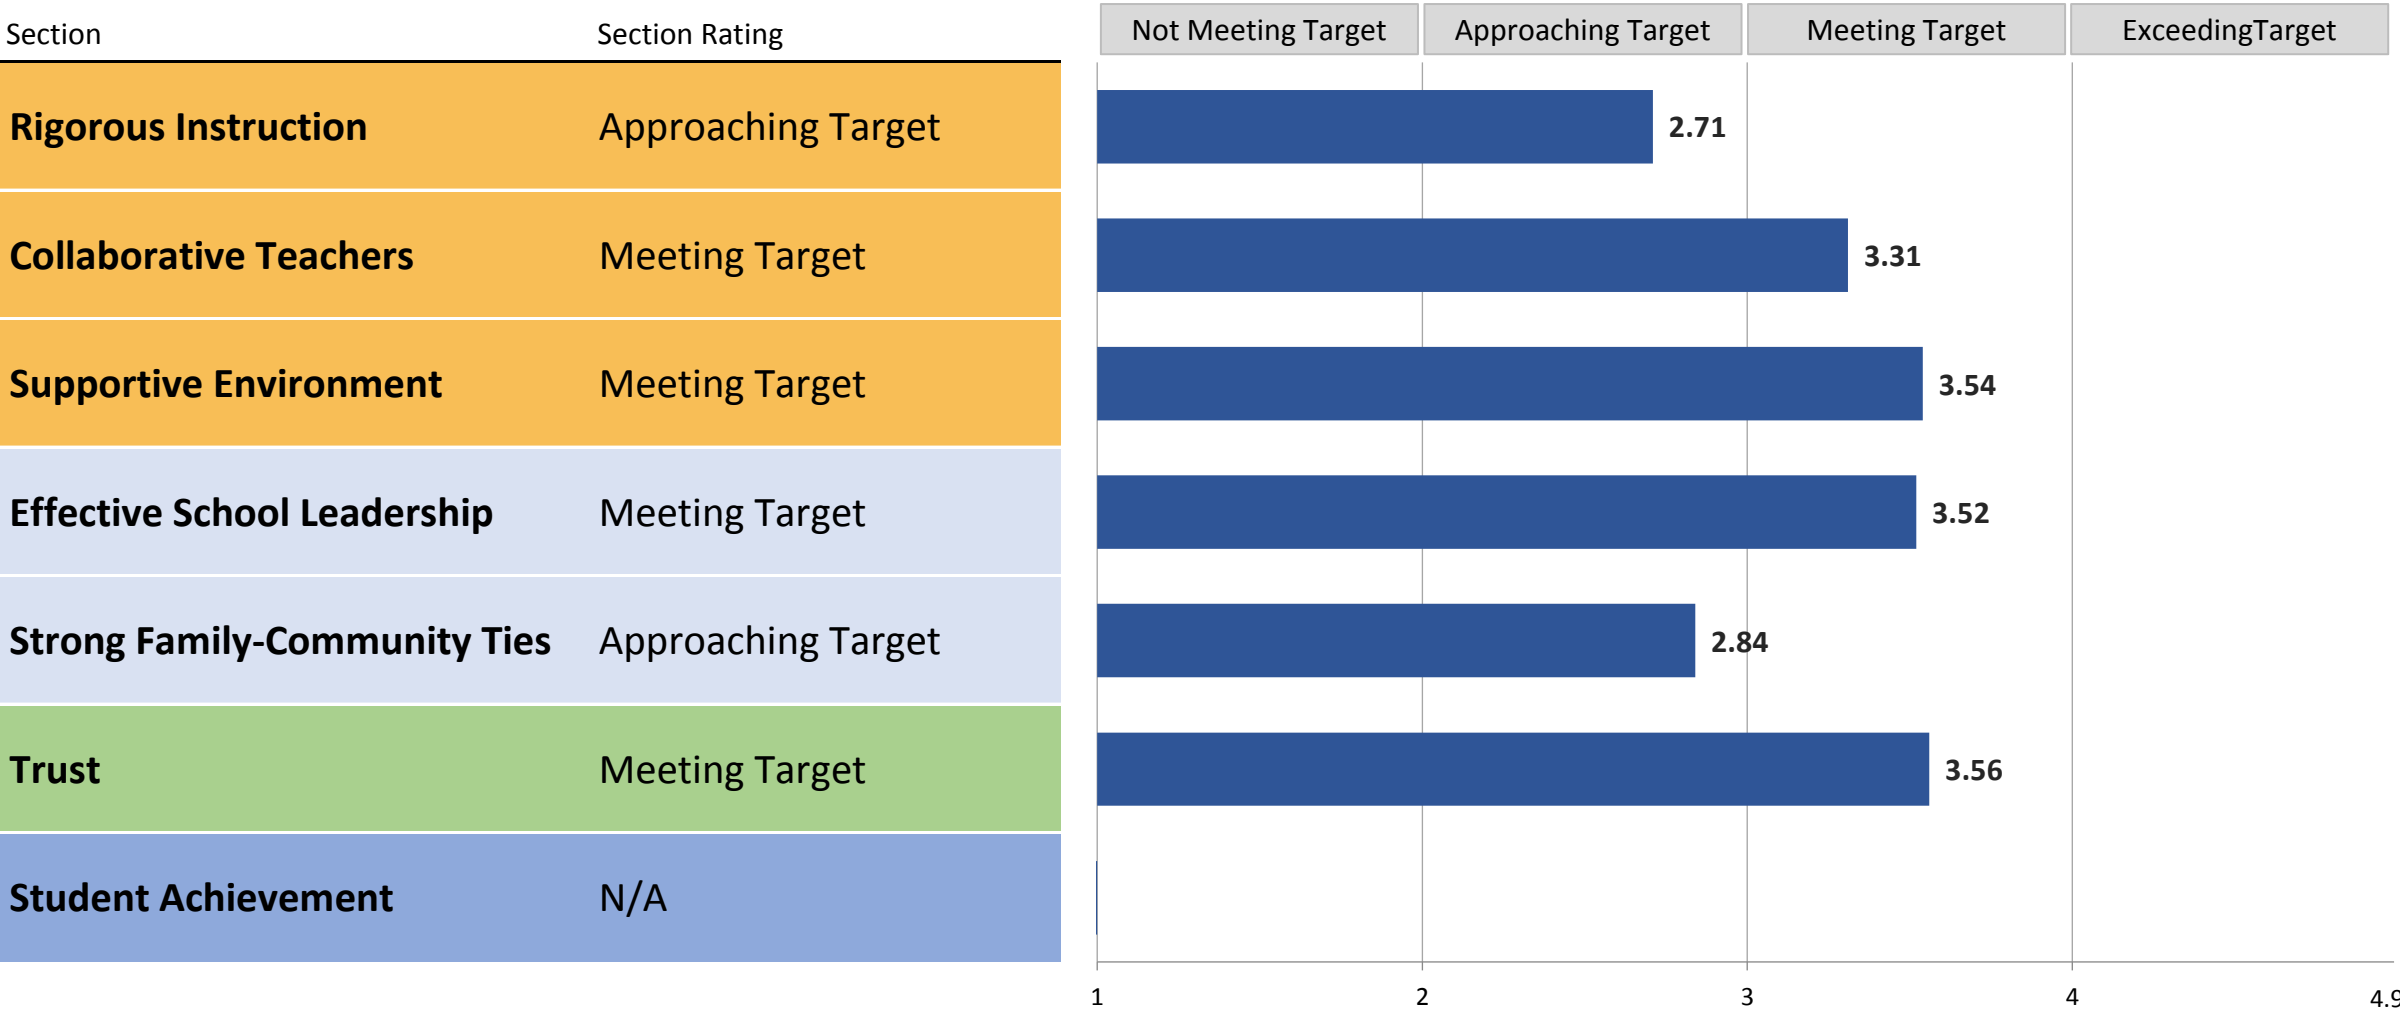 Section Section Rating Not Meeting Target Approaching Target Meeting Target ExceedingTarget
Rigorous Instruction Approaching Target 2.71
Collaborative Teachers Meeting Target 3.31
Supportive Environment Meeting Target 3.54
Effective School Leadership Meeting Target 3.52
Strong Family-Community Ties Approaching Target 2.84
Trust Meeting Target 3.56
Student Achievement N/A
1 2 3 4 4.9